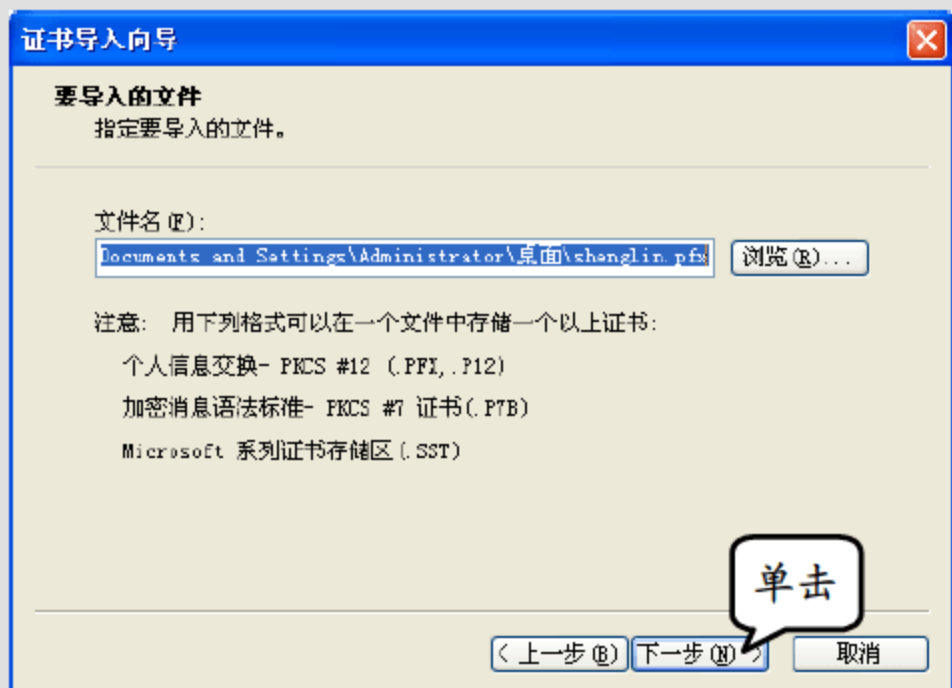 证书导入向导
要导入的文件
指定要导入的文件。
文件名(F):
Documents and Settings\Administrator\桌面\shenglin.pfx
浏览(R)...
注意: 用下列格式可以在一个文件中存储一个以上证书:
个人信息交换- PKCS #12 (.PFX,.P12)
加密消息语法标准- PKCS #7 证书(.P7B)
Microsoft 系列证书存储区(.SST)
单击
< 上一步(B)
下一步(N) >
取消